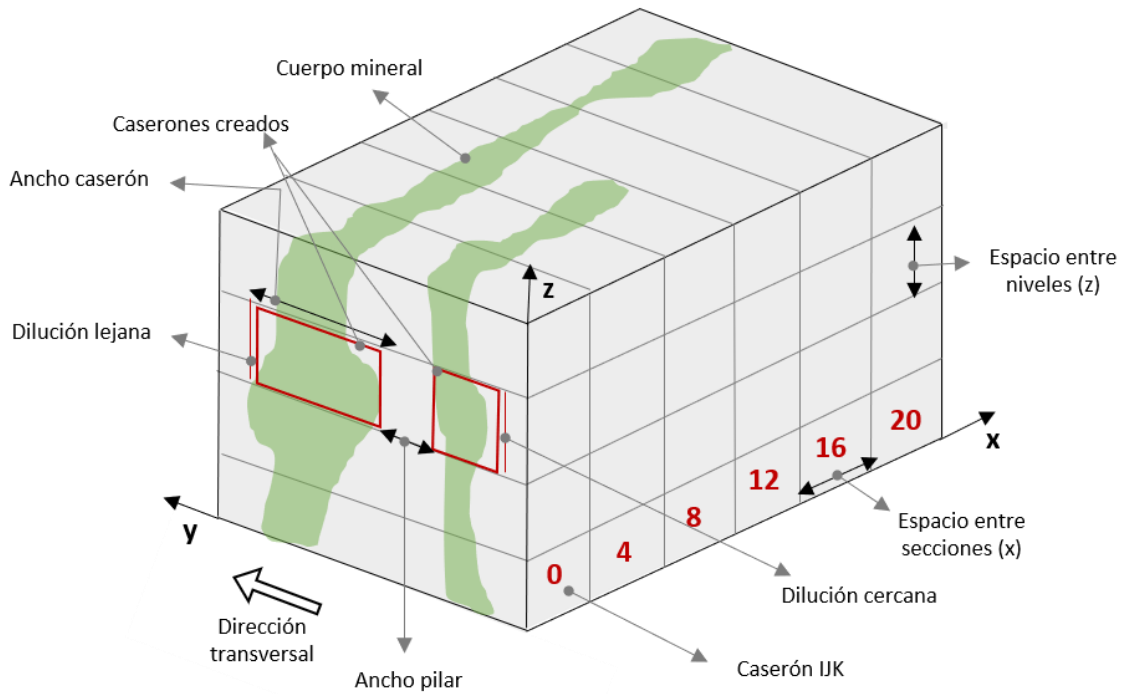 Cuerpo mineral
Caserones creados
Ancho caserón
z
Espacio entre
niveles (z)
Dilución lejana
20
x
16
12
8
4
0
y
Espacio entre
secciones (x)
Dilución cercana
Dirección
transversal
Ancho pilar
Caserón IJK